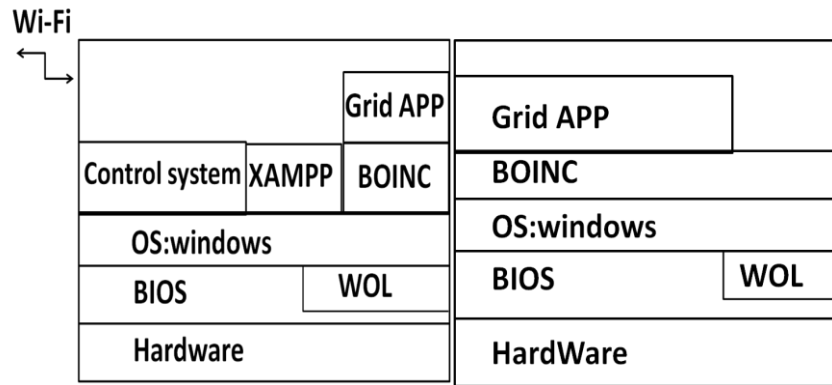 Wi-Fi
Grid APP
Control system XAMPP BOINC
OS:windows
BIOS WOL
Hardware
Grid APP
BOINC
OS:windows
BIOS WOL
HardWare